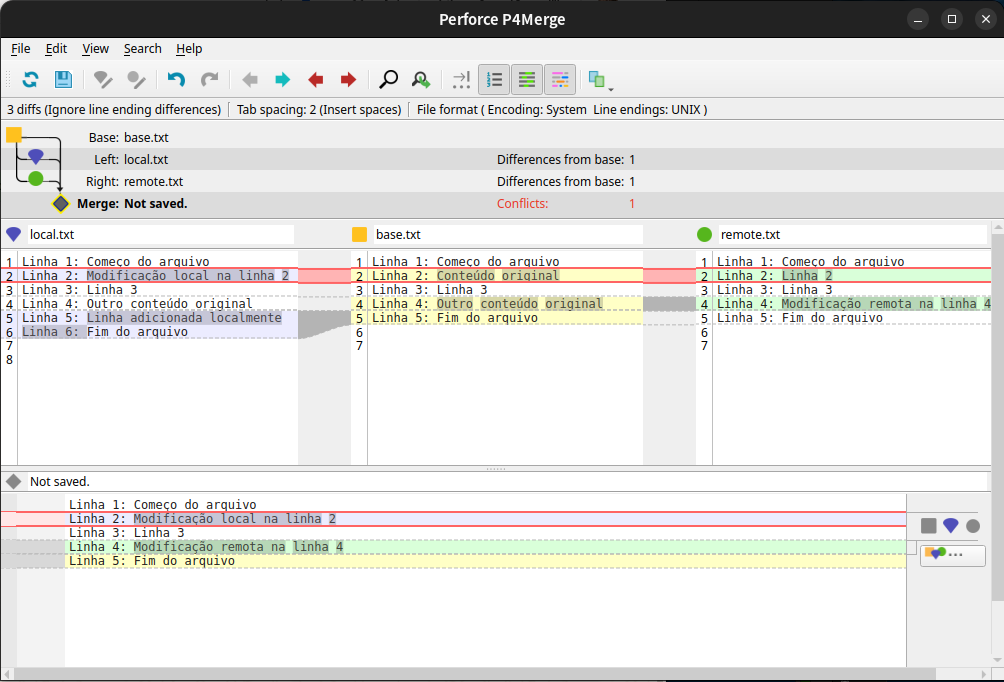 Perforce P4Merge
File Edit View Search Help
3 diffs (Ignore line ending differences) Tab spacing: 2 (Insert spaces) File format ( Encoding: System Line endings: UNIX )
Base: base.txt
Left: local.txt Differences from base: 1
Right: remote.txt Differences from base: 1
Merge: Not saved. Conflicts: 1
local.txt
1 Linha 1: Começo do arquivo
2 Linha 2: Modificação local na linha 2
3 Linha 3: Linha 3
4 Linha 4: Outro conteúdo original
5 Linha 5: Linha adicionada localmente
6 Linha 6: Fim do arquivo
7
8
base.txt
1 Linha 1: Começo do arquivo
2 Linha 2: Conteúdo original
3 Linha 3: Linha 3
4 Linha 4: Outro conteúdo original
5 Linha 5: Fim do arquivo
6
7
remote.txt
1 Linha 1: Começo do arquivo
2 Linha 2: Linha 2
3 Linha 3: Linha 3
4 Linha 4: Modificação remota na linha 4
5 Linha 5: Fim do arquivo
6
7
Not saved.
Linha 1: Começo do arquivo
Linha 2: Modificação local na linha 2
Linha 3: Linha 3
Linha 4: Modificação remota na linha 4
Linha 5: Fim do arquivo
...